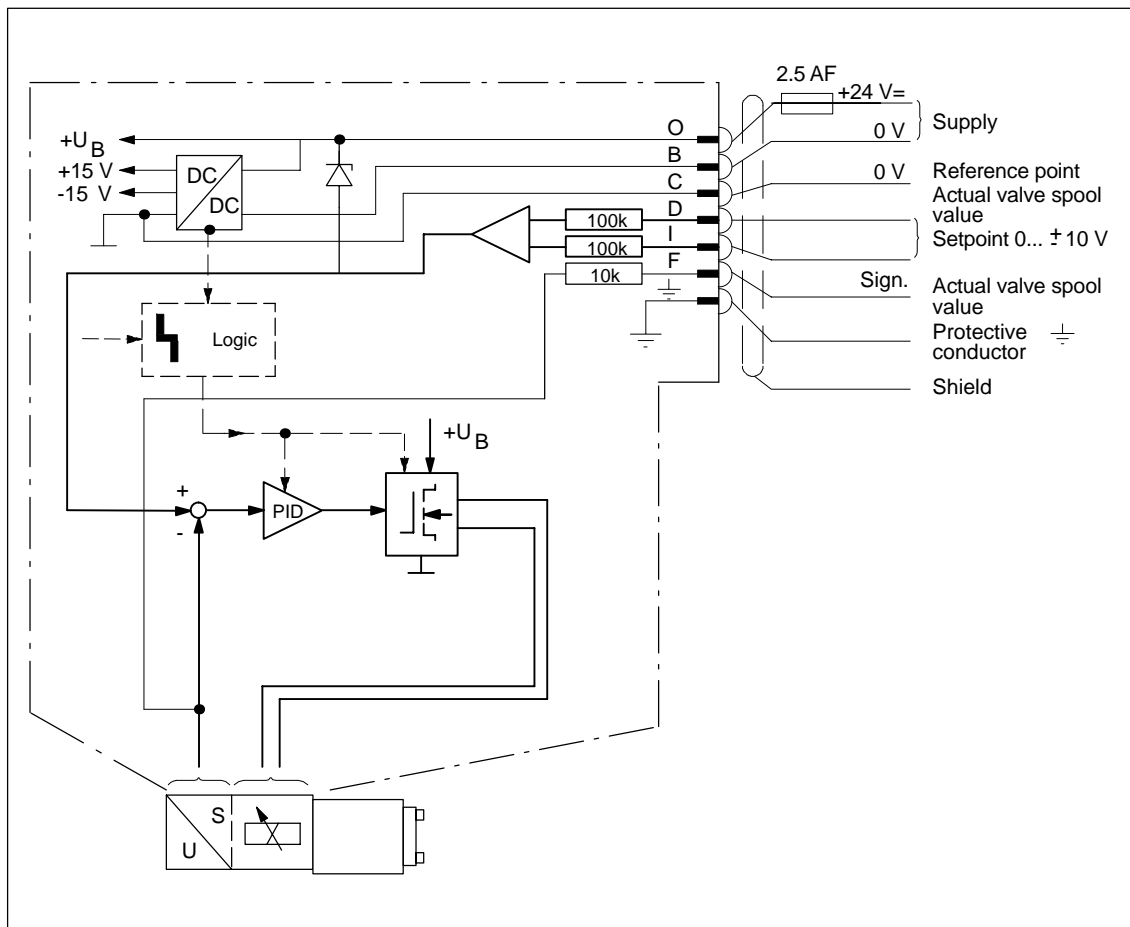 2.5 AF
+24 V=
Supply
0 V
O
B
C
D
I
F
+U B
+15 V
-15 V
DC
DC
0 V
Reference point
Actual valve spool
value
100k
100k
10k
Setpoint 0... ± 10 V
Sign.
Actual valve spool
value
Protective
conductor
Shield
Logic
+U B
+
-
PID
S
U